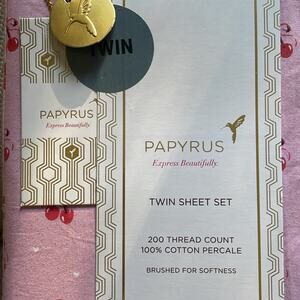 TWIN
PAPYRUS
Express Beautifully.
PAPYRUS
Express Beautifully.
TWIN SHEET SET
200 THREAD COUNT
100% COTTON PERCALE
BRUSHED FOR SOFTNESS